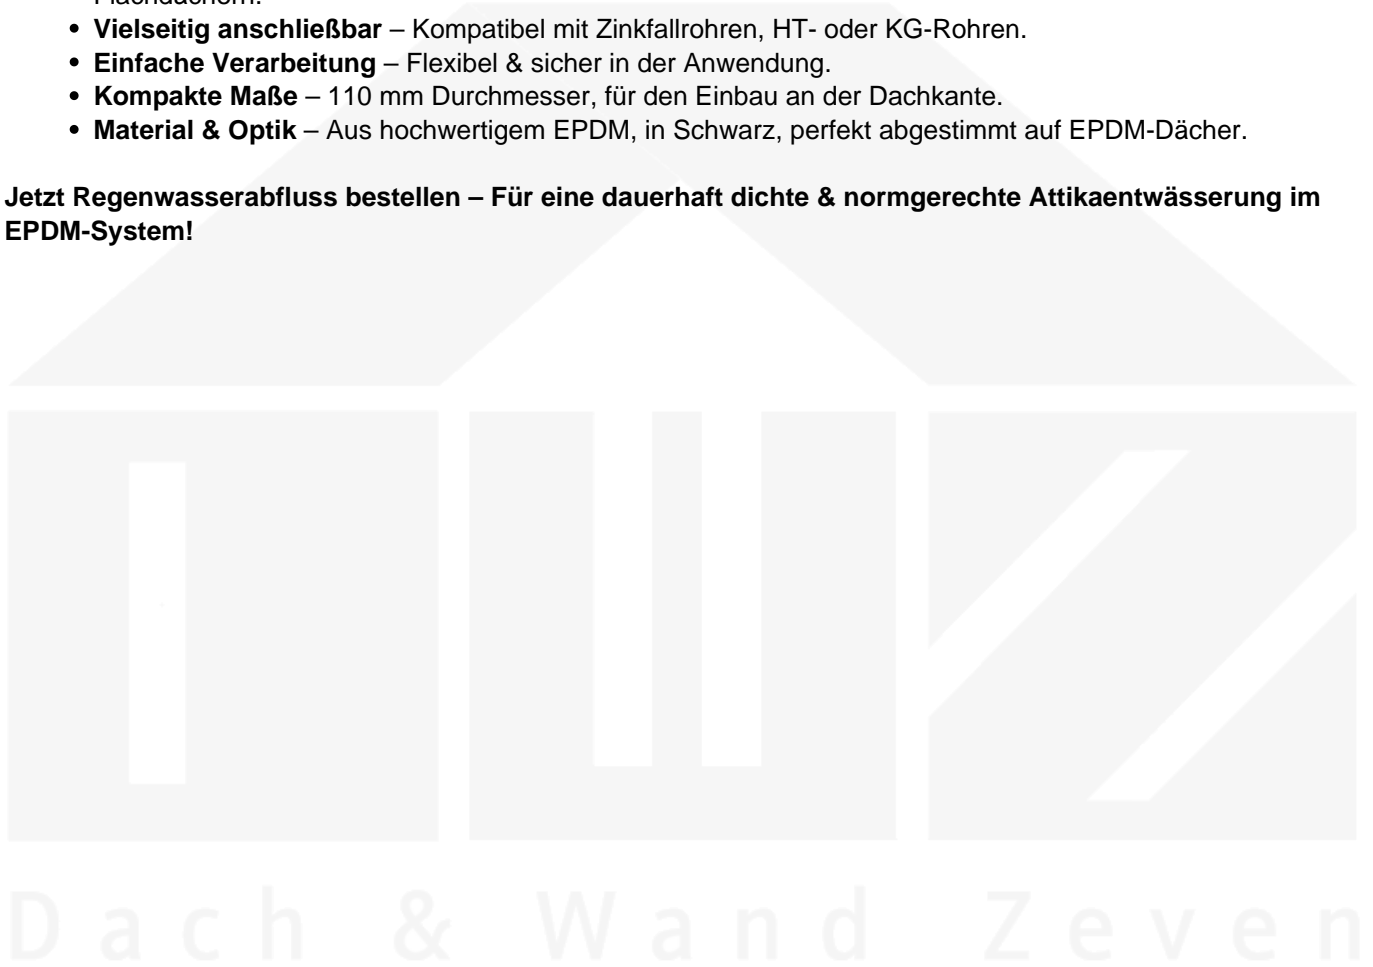 Flachdächern.
• Vielseitig anschließbar – Kompatibel mit Zinkfallrohren, HT- oder KG-Rohren.
• Einfache Verarbeitung – Flexibel & sicher in der Anwendung.
• Kompakte Maße – 110 mm Durchmesser, für den Einbau an der Dachkante.
• Material & Optik – Aus hochwertigem EPDM, in Schwarz, perfekt abgestimmt auf EPDM-Dächer.
Jetzt Regenwasserabfluss bestellen – Für eine dauerhaft dichte & normgerechte Attikaentwässerung im
EPDM-System!
Dach & Wand Zeven